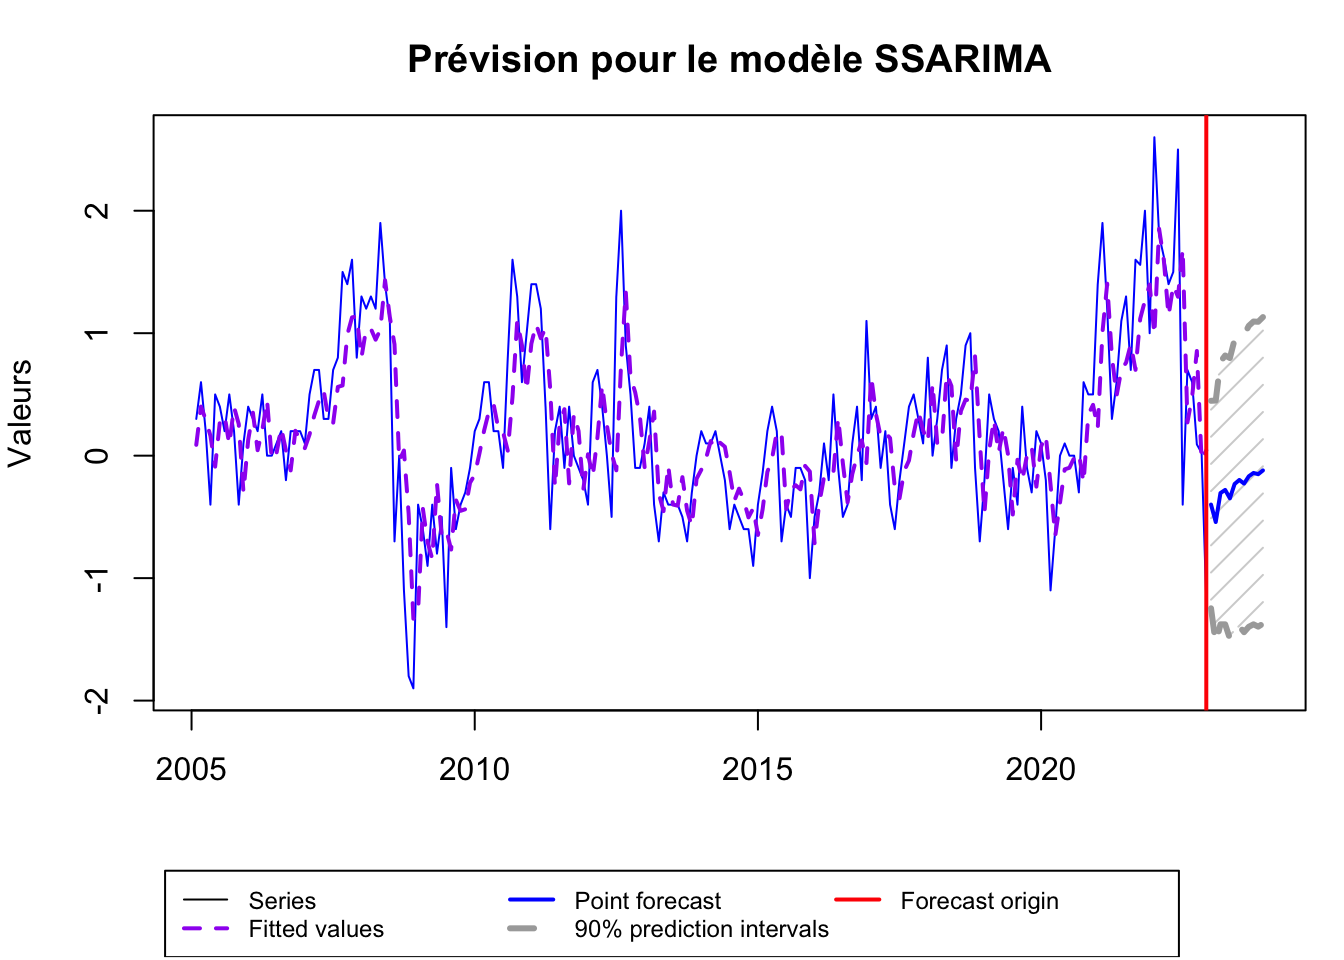 Prévision pour le modèle SSARIMA
Valeurs
2
1
0
-1
-2
2005 2010 2015 2020
Series Point forecast Forecast origin
Fitted values 90% prediction intervals